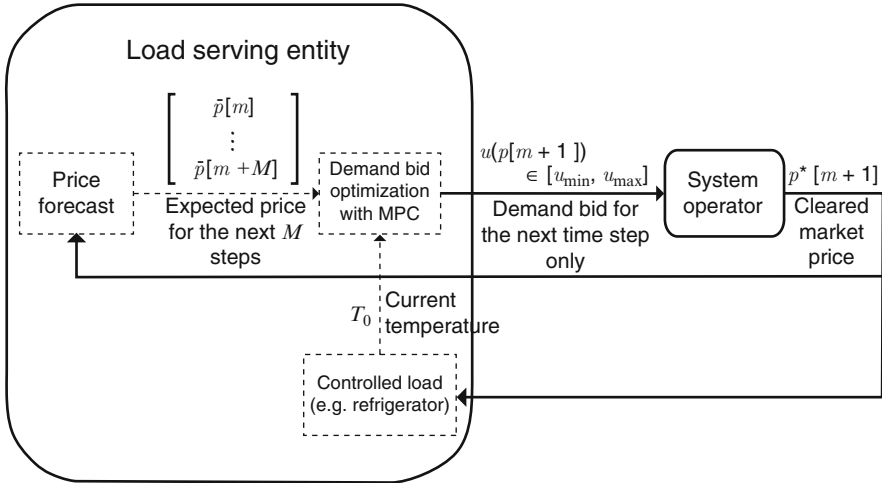 Load serving entity
p̄[m]
⋮
p̄[m +M]
Price
forecast
Expected price
for the next M
steps
Demand bid
optimization
with MPC
u(p[m + 1 ])
∈ [u_min, u_max]
Demand bid for
the next time step
only
System
operator
p* [m + 1]
Cleared
market
price
T_0
Current
temperature
Controlled load
(e.g. refrigerator)